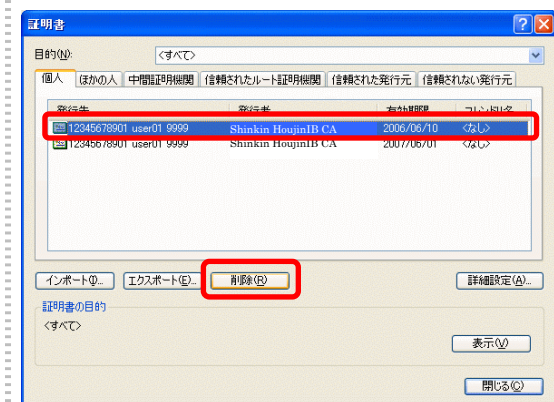 証明書
目的(N): <すべて>
個人 ほかの人 中間証明機関 信頼されたルート証明機関 信頼された発行元 信頼されない発行元
発行先 発行者 有効期限 フレンドリ名
12345678901 user01 9999 Shinkin HoujinIB CA 2006/06/10 <なし>
12345678901 user01 9999 Shinkin HoujinIB CA 2007/06/01 <なし>
インポート(I)... エクスポート(E)... 削除(R) 詳細設定(A)...
証明書の目的
<すべて>
表示(V)
閉じる(C)